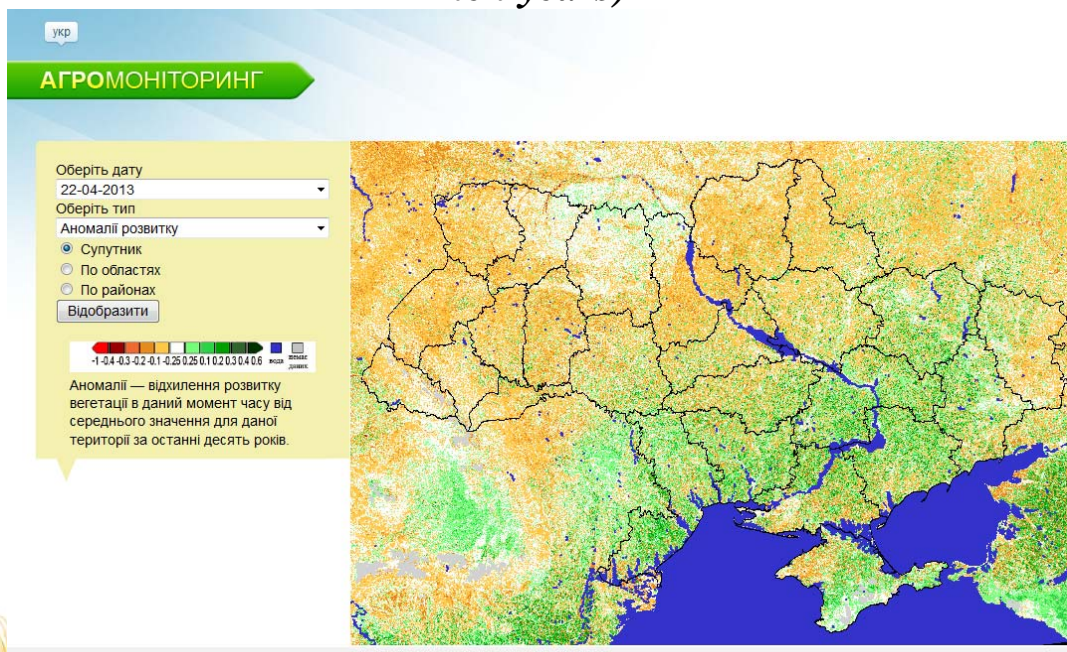 укр
АГРОМОНІТОРИНГ
Оберіть дату
22-04-2013
Оберіть тип
Аномалії розвитку
Супутник
По областях
По районах
Відобразити
-1 -0.4 -0.3 -0.2 -0.1 -0.25 0.25 0.1 0.2 0.3 0.4 0.6 вода немає
даних
Аномалії — відхилення розвитку
вегетації в даний момент часу від
середнього значення для даної
території за останні десять років.